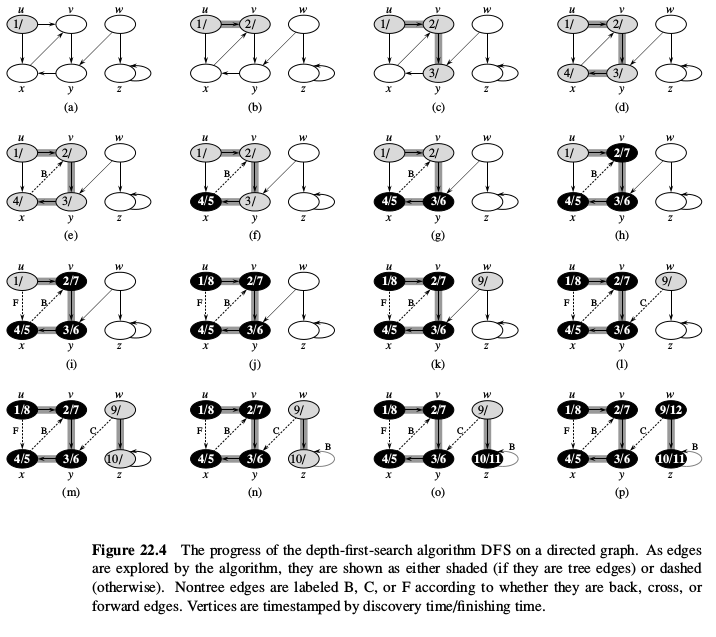 u v w
1/ 2/
x y z
(a) (b) (c) (d)
u v w
1/ 2/
3/
x y z
u v w
1/ 2/
3/
x y z
u v w
1/ 2/
4/ 3/
x y z
u v w
1/ 2/
B
4/ 3/
x y z
(e)
u v w
1/ 2/
B
4/5 3/
x y z
(f)
u v w
1/ 2/
B
4/5 3/6
x y z
(g)
u v w
1/ 2/7
B
4/5 3/6
x y z
(h)
u v w
1/ 2/7
F B
4/5 3/6
x y z
(i)
u v w
1/8 2/7
F B
4/5 3/6
x y z
(j)
u v w
1/8 2/7 9/
F B
4/5 3/6
x y z
(k)
u v w
1/8 2/7 9/
F B C
4/5 3/6
x y z
(l)
u v w
1/8 2/7 9/
F B C
4/5 3/6 10/
x y z
(m)
u v w
1/8 2/7 9/
F B C B
4/5 3/6 10/
x y z
(n)
u v w
1/8 2/7 9/
F B C B
4/5 3/6 10/11
x y z
(o)
u v w
1/8 2/7 9/12
F B C B
4/5 3/6 10/11
x y z
(p)
Figure 22.4 The progress of the depth-first-search algorithm DFS on a directed graph. As edges
are explored by the algorithm, they are shown as either shaded (if they are tree edges) or dashed
(otherwise). Nontree edges are labeled B, C, or F according to whether they are back, cross, or
forward edges. Vertices are timestamped by discovery time/finishing time.